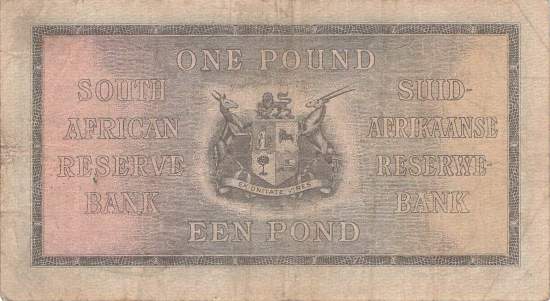 ONE POUND
SOUTH
AFRICAN
RESERVE
BANK
SUID-
AFRIKAANSE
RESERWE-
BANK
EX UNITATE VIRES
EEN POND